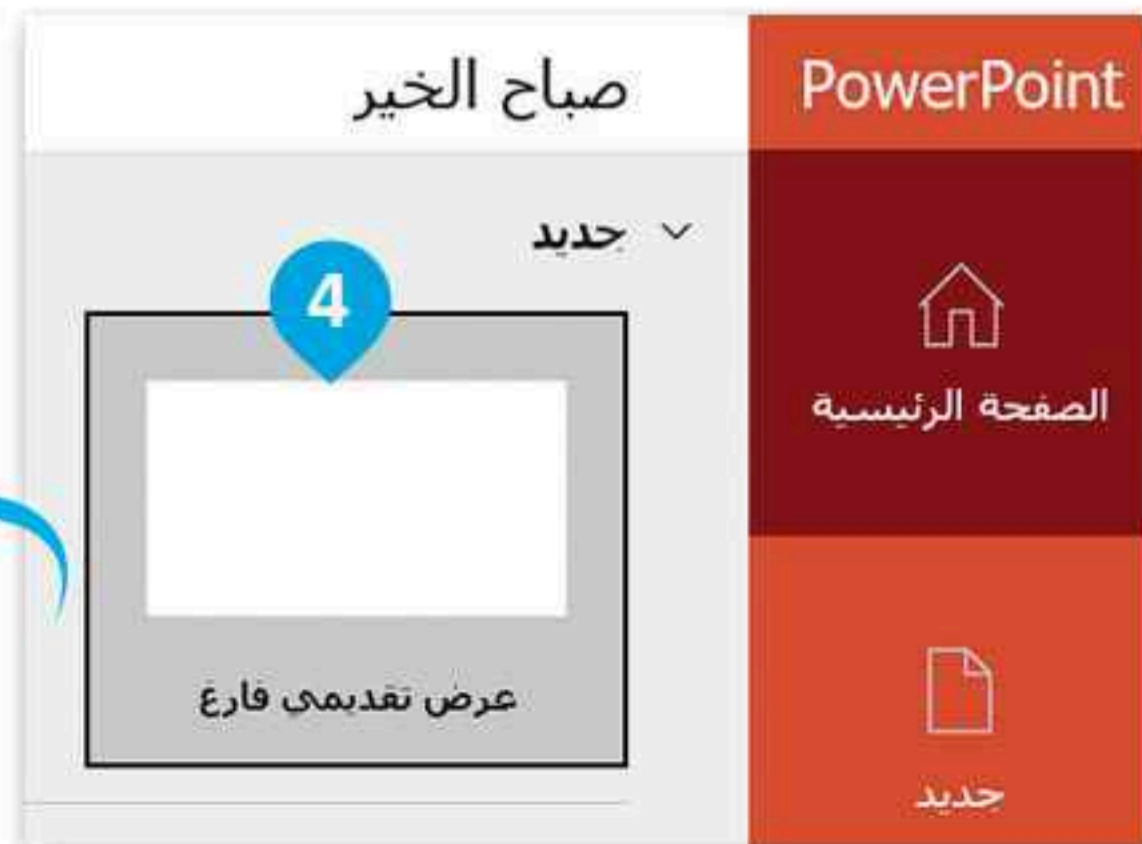 PowerPoint
صباح الخير
الصفحة الرئيسية
جديد
جديد
4
عرض تقديمي فارغ